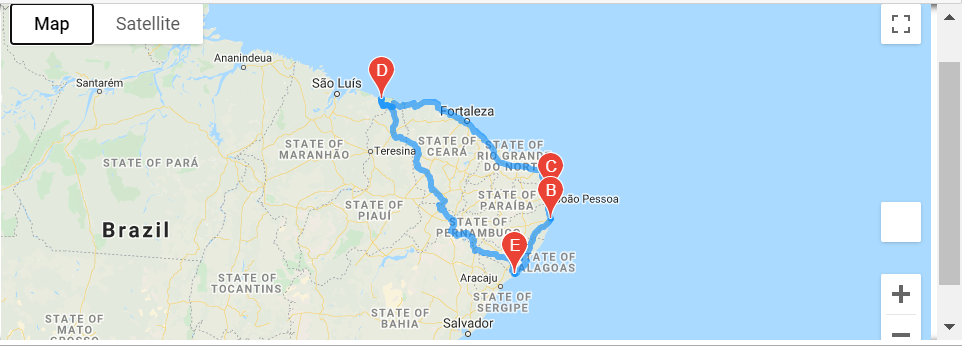 Map Satellite
Ananindeua
D
Santarém
São Luís
Fortaleza
STATE OF
MARANHÃO
Teresina
STATE OF
CEARÁ
STATE OF
RIO GRAND
DO NORT
STATE OF PARÁ
C
B
João Pessoa
STATE OF
PARAÍBA
STATE OF
PIAUÍ
STATE OF
PERNAMBUCO
Brazil
E
STATE OF
ALAGOAS
STATE OF
TOCANTINS
Aracaju
STATE OF
SERGIPE
STATE OF
BAHIA
Salvador
STATE OF
MATO
GROSSO